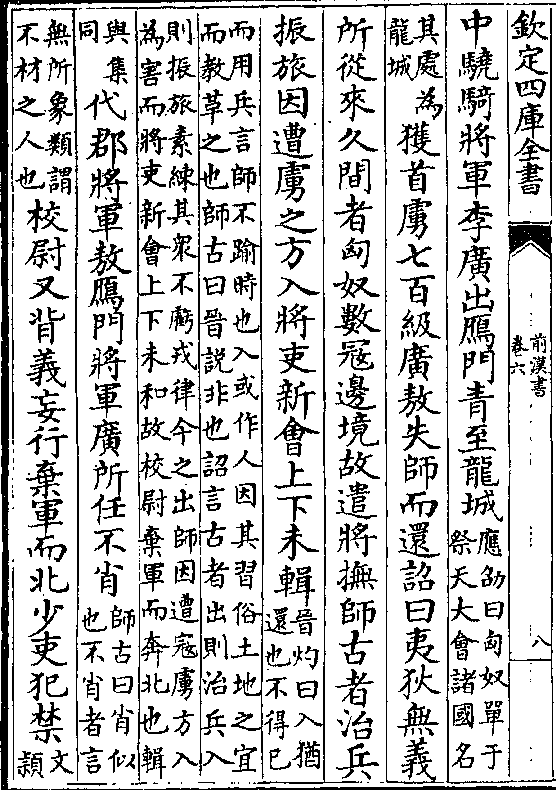 欽定四庫全書
前漢書
卷六
八
中驍騎將軍李廣出鴈門青至龍城應劭曰匈奴單于
祭天大會諸國名
其處為
龍城
獲首虜七百級廣敖失師而還詔曰夷狄無義
所從來久間者匈奴數冦邊境故遣將撫師古者治兵
振旅因遭虜之方入將吏新㑹上下未輯晉灼曰入猶
還也不得已
而用兵言師不踰時也入或作人因其習俗土地之宜
而教革之也師古曰晉説非也詔言古者出則治兵入
則振旅素練其衆不虧戎律今之出師因遭冦虜方入
為害而將吏新會上下未和故校尉棄軍而奔北也輯
與集
同
代郡將軍敖鴈門將軍廣所任不肖師古曰肖似
也不肖者言
無所象類謂
不材之人也
校尉又背義妄行棄軍而北少吏犯禁文
頴